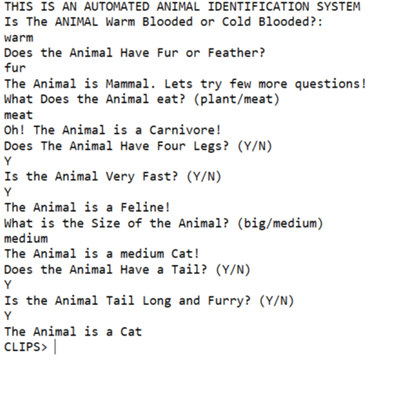 THIS IS AN AUTOMATED ANIMAL IDENTIFICATION SYSTEM
Is The ANIMAL Warm Blooded or Cold Blooded?:
warm
Does the Animal Have Fur or Feather?
fur
The Animal is Mammal. Lets try few more questions!
What Does the Animal eat? (plant/meat)
meat
Oh! The Animal is a Carnivore!
Does The Animal Have Four Legs? (Y/N)
Y
Is the Animal Very Fast? (Y/N)
Y
The Animal is a Feline!
What is the Size of the Animal? (big/medium)
medium
The Animal is a medium Cat!
Does the Animal Have a Tail? (Y/N)
Y
Is the Animal Tail Long and Furry? (Y/N)
Y
The Animal is a Cat
CLIPS>